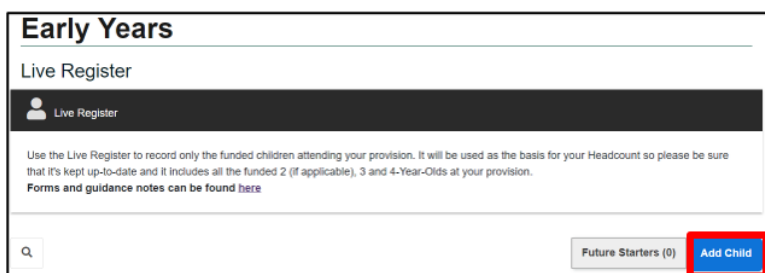 Early Years
Live Register
Live Register
Use the Live Register to record only the funded children attending your provision. It will be used as the basis for your Headcount so please be sure
that it's kept up-to-date and it includes all the funded 2 (if applicable), 3 and 4-Year-Olds at your provision.
Forms and guidance notes can be found here
Future Starters (0) Add Child